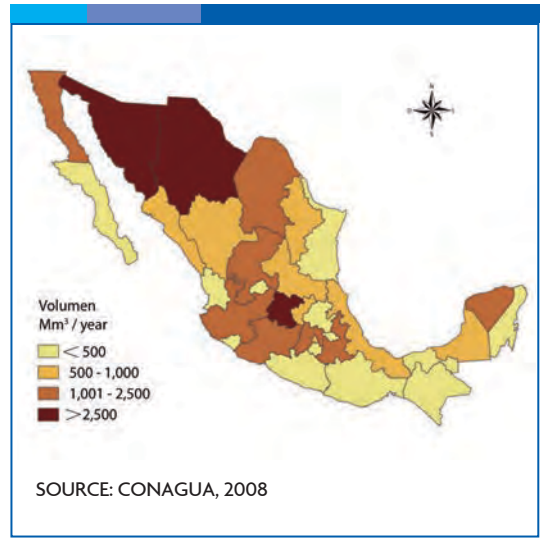 N
S
Volumen
Mm³ / year
< 500
500 - 1,000
1,001 - 2,500
>2,500
SOURCE: CONAGUA, 2008